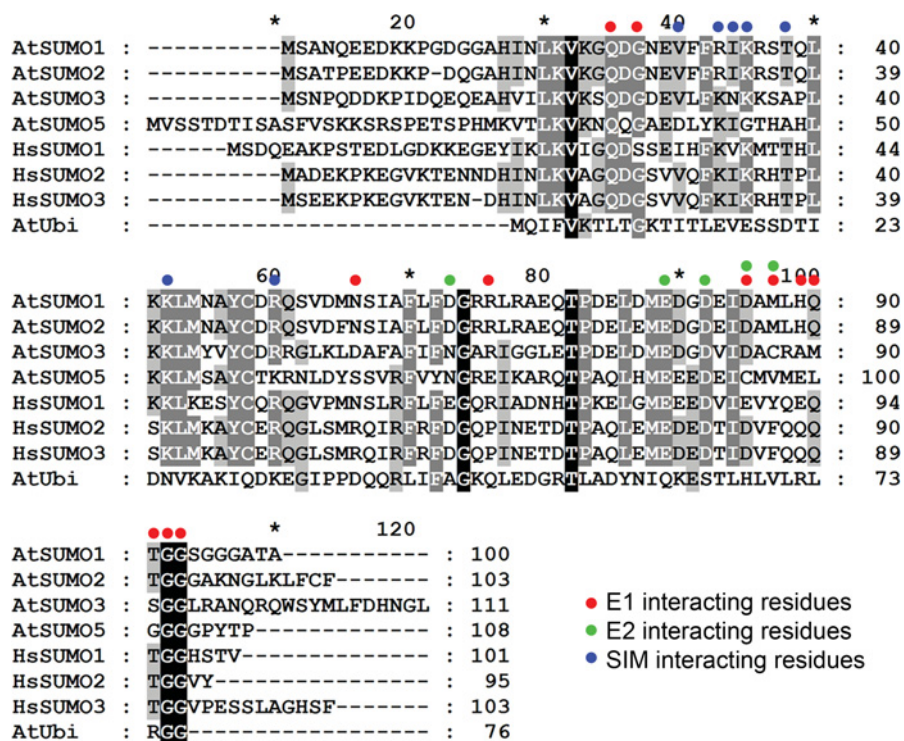 * 20 * 40 *
AtSUMO1 : ----------MSANQEEDKKPGDGGAHINLKVKGQDGNEVFFRIKRSTQL : 40
AtSUMO2 : ----------MSATPEEDKKP-DQGAHINLKVKGQDGNEVFFRIKRSTQL : 39
AtSUMO3 : ----------MSNPQDDKPIDQEQEAHVILKVKSQDGDEVLFKNKKSAPL : 40
AtSUMO5 : MVSSTDTISASFVSKKSRSPETSPHMKVTLKVKNQQGAEDLYKIGTHAHL : 50
HsSUMO1 : ------MSDQEAKPSTEDLGDKKEGEYIKLKVIGQDSSEIHFKVKMTTHL : 44
HsSUMO2 : ----------MADEKPKEGVKTENNDHINLKVAGQDGSVVQFKIKRHTPL : 40
HsSUMO3 : ----------MSEEKPKEGVKTEN-DHINLKVAGQDGSVVQFKIKRHTPL : 39
AtUbi : ---------------------------MQIFVKTLTGKTITLEVESSDTI : 23
60 * 80 * 100
AtSUMO1 : KKLMNAYCDRQSVDMNSIAFLFDGRRLRAEQTPDELDMEDGDEIDAMLHQ : 90
AtSUMO2 : KKLMNAYCDRQSVDFNSIAFLFDGRRLRAEQTPDELEMEDGDEIDAMLHQ : 89
AtSUMO3 : KKLMYVYCDRRGLKLDAFAFIFNGARIGGLETPDELDMEDGDVIDACRAM : 90
AtSUMO5 : KKLMSAYCTKRNLDYSSVRFVYNGREIKARQTPAQLHMEEEDEICMVMEL : 100
HsSUMO1 : KKLKESYCQRQGVPMNSLRFLFEGQRIADNHTPKELGMEEEDVIEVYQEQ : 94
HsSUMO2 : SKLMKAYCERQGLSMRQIRFRFDGQPINETDTPAQLEMEDEDTIDVFQQQ : 90
HsSUMO3 : SKLMKAYCERQGLSMRQIRFRFDGQPINETDTPAQLEMEDEDTIDVFQQQ : 89
AtUbi : DNVKAKIQDKEGIPPDQQRLIFAGKQLEDGRTLADYNIQKESTLHLVLRL : 73
* 120
AtSUMO1 : TGGSGGGATA----------- : 100
AtSUMO2 : TGGGAKNGLKLFCF------- : 103
AtSUMO3 : SGGLRANQRQWSYMLFDHNGL : 111
AtSUMO5 : GGGGPYTP------------- : 108
HsSUMO1 : TGGHSTV-------------- : 101
HsSUMO2 : TGGVY---------------- : 95
HsSUMO3 : TGGVPESSLAGHSF------- : 103
AtUbi : RGG------------------ : 76
E1 interacting residues
E2 interacting residues
SIM interacting residues